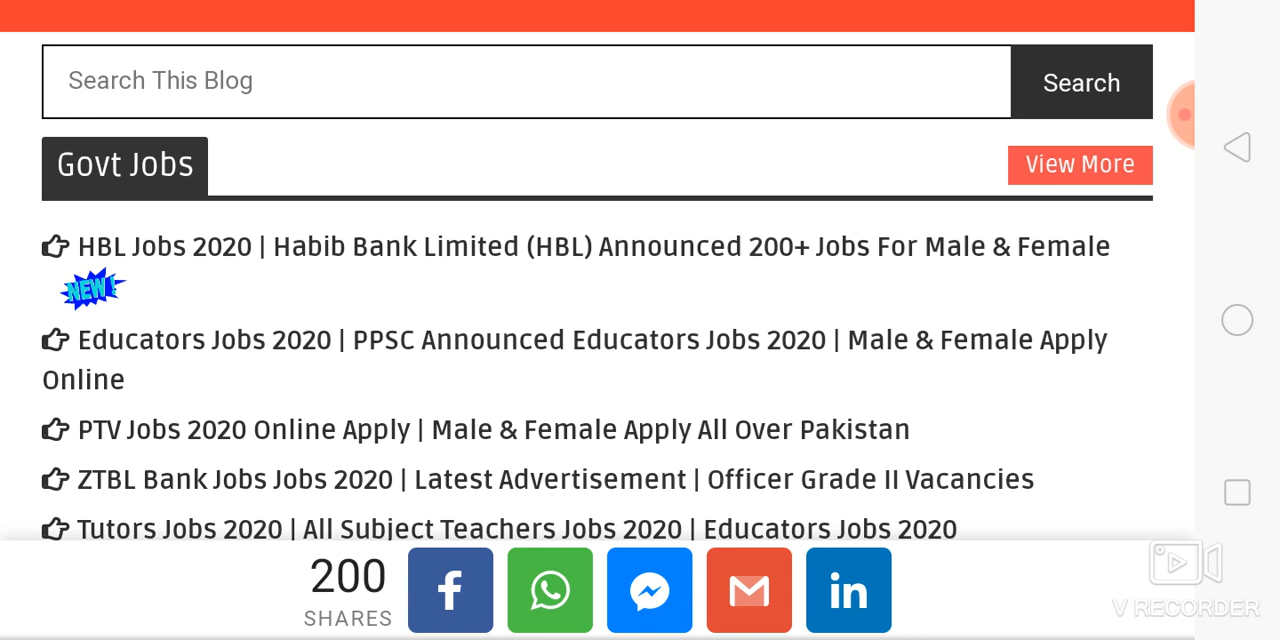 Search This Blog
Search
Govt Jobs
View More
HBL Jobs 2020 | Habib Bank Limited (HBL) Announced 200+ Jobs For Male & Female
NEW!
Educators Jobs 2020 | PPSC Announced Educators Jobs 2020 | Male & Female Apply
Online
PTV Jobs 2020 Online Apply | Male & Female Apply All Over Pakistan
ZTBL Bank Jobs Jobs 2020 | Latest Advertisement | Officer Grade II Vacancies
Tutors Jobs 2020 | All Subject Teachers Jobs 2020 | Educators Jobs 2020
200
SHARES
V RECORDER